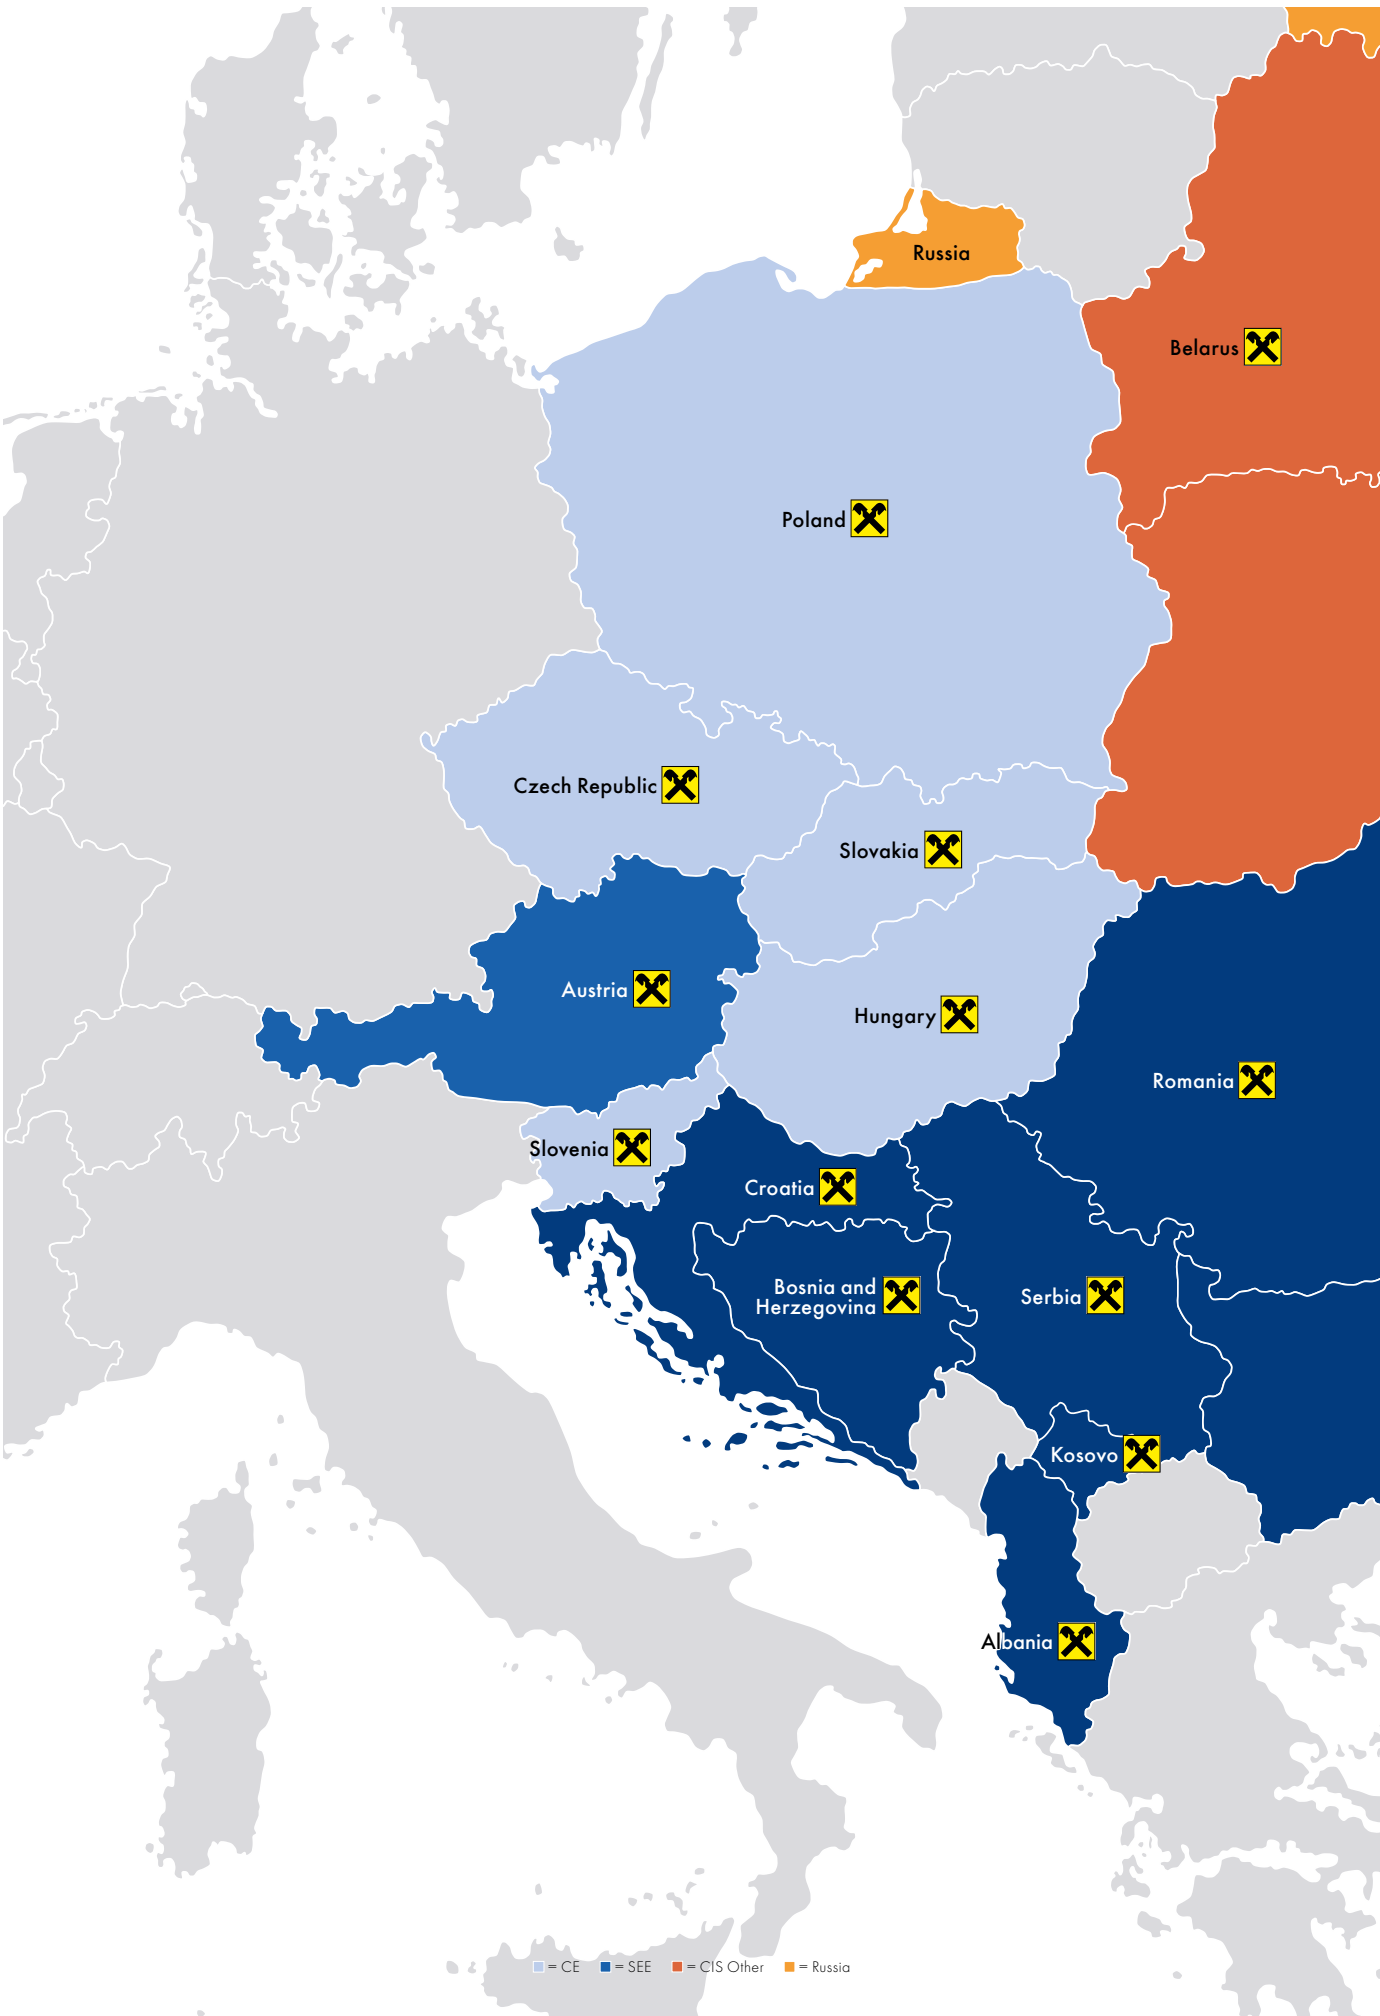 Russia
Belarus
Poland
Czech Republic
Slovakia
Austria
Hungary
Romania
Slovenia
Croatia
Bosnia and
Herzegovina
Serbia
Kosovo
Albania
= CE = SEE = CIS Other = Russia